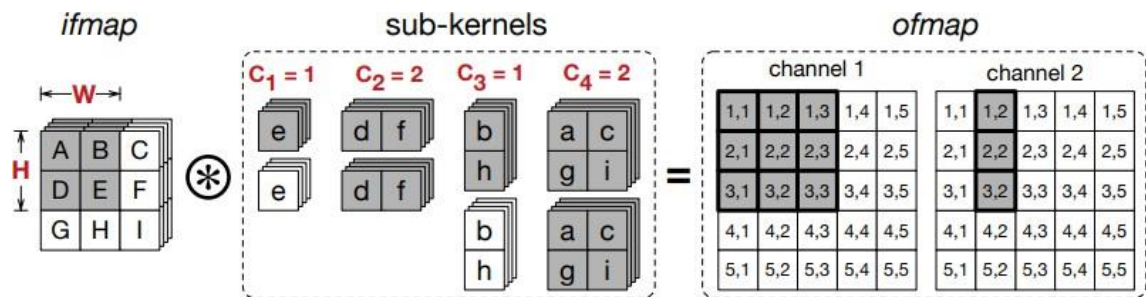 ifmap
sub-kernels
ofmap
C1 = 1
C2 = 2
C3 = 1
C4 = 2
channel 1
channel 2
W
H
A B C
D E F
G H I
⊛
e
e
d f
d f
b
h
b
h
a c
g i
a c
g i
=
1,1 1,2 1,3 1,4 1,5
2,1 2,2 2,3 2,4 2,5
3,1 3,2 3,3 3,4 3,5
4,1 4,2 4,3 4,4 4,5
5,1 5,2 5,3 5,4 5,5
1,1 1,2 1,3 1,4 1,5
2,1 2,2 2,3 2,4 2,5
3,1 3,2 3,3 3,4 3,5
4,1 4,2 4,3 4,4 4,5
5,1 5,2 5,3 5,4 5,5